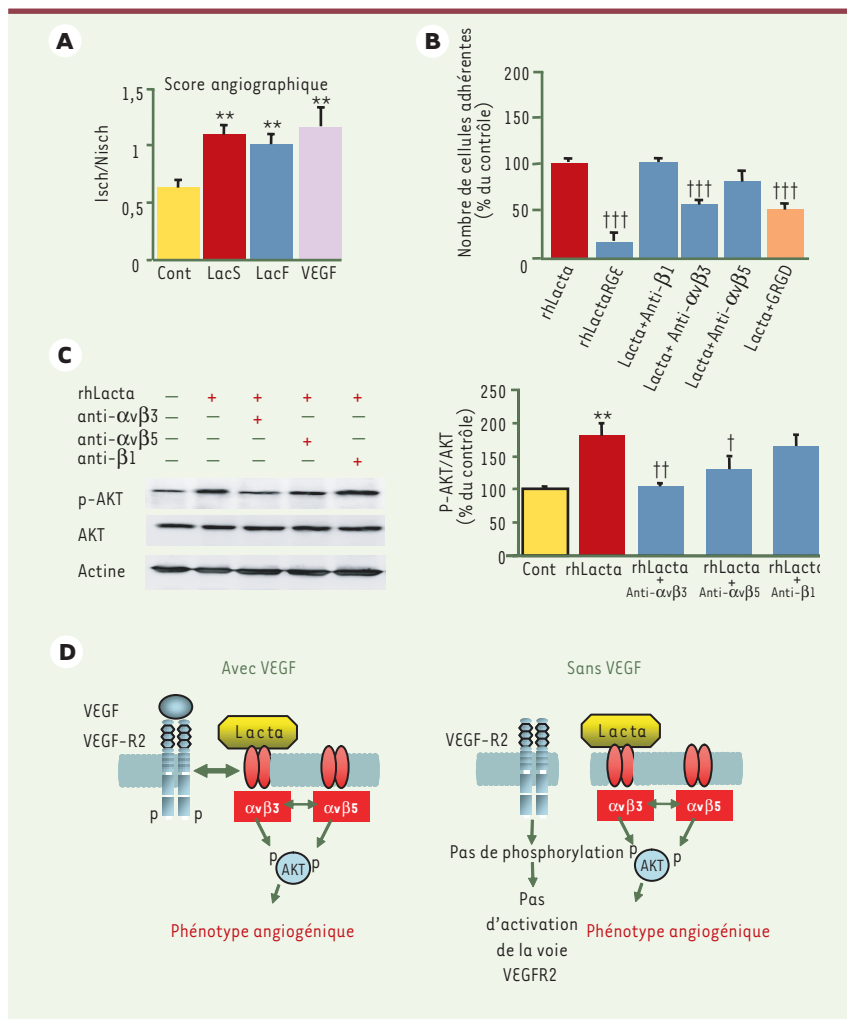 A
Score angiographique
Isch/Nisch
1,5
1
0,5
0
Cont LacS LacF VEGF
** ** **
B
Nombre de cellules adhérentes
(% du contrôle)
200
150
100
50
0
††† ††† †††
rhLacta
rhLactaRGE
Lacta+Anti-β1
Lacta+Anti-αvβ3
Lacta+Anti-αvβ5
Lacta+GRGD
C
rhLacta — + + + +
anti-αvβ3 — — + — —
anti-αvβ5 — — — + —
anti-β1 — — — — +
p-AKT
AKT
Actine
P-AKT/AKT
(% du contrôle)
250
200
150
100
50
0
** †† †
Cont
rhLacta
rhLacta
+
Anti-αvβ3
rhLacta
+
Anti-αvβ5
rhLacta
+
Anti-β1
D
Avec VEGF
VEGF
VEGF-R2
Lacta
p p
αvβ3 αvβ5
p p
AKT
Phénotype angiogénique
Sans VEGF
VEGF-R2
Lacta
αvβ3 αvβ5
Pas de phosphorylation
p p
AKT
Pas
d'activation
de la voie
VEGFR2
Phénotype angiogénique